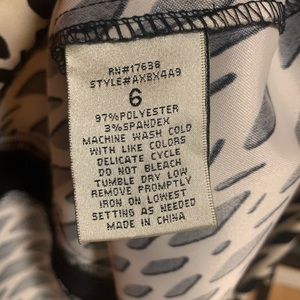 RN#17638
STYLE#AXBX4A9
6
97%POLYESTER
3%SPANDEX
MACHINE WASH COLD
WITH LIKE COLORS
DELICATE CYCLE
DO NOT BLEACH
TUMBLE DRY LOW
REMOVE PROMPTLY
IRON ON LOWEST
SETTING AS NEEDED
MADE IN CHINA